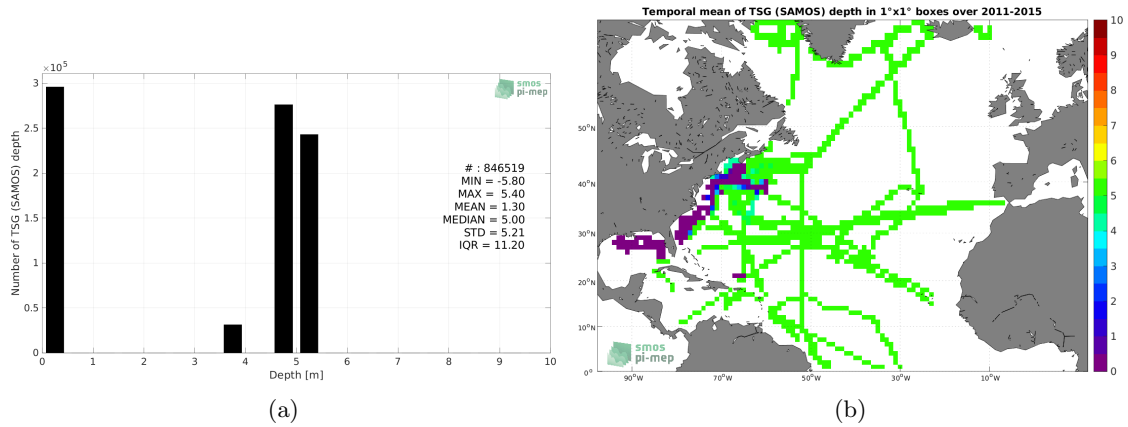 ×10⁵
3
2.5
2
1.5
1
0.5
0
Number of TSG (SAMOS) depth
smos
pi-mep
# : 846519
MIN = -5.80
MAX = 5.40
MEAN = 1.30
MEDIAN = 5.00
STD = 5.21
IQR = 11.20
0 1 2 3 4 5 6 7 8 9 10
Depth [m]
(a)
Temporal mean of TSG (SAMOS) depth in 1°x1° boxes over 2011-2015
50°N
40°N
30°N
20°N
10°N
0°
90°W 70°W 50°W 30°W 10°W
smos
pi-mep
10
9
8
7
6
5
4
3
2
1
0
(b)